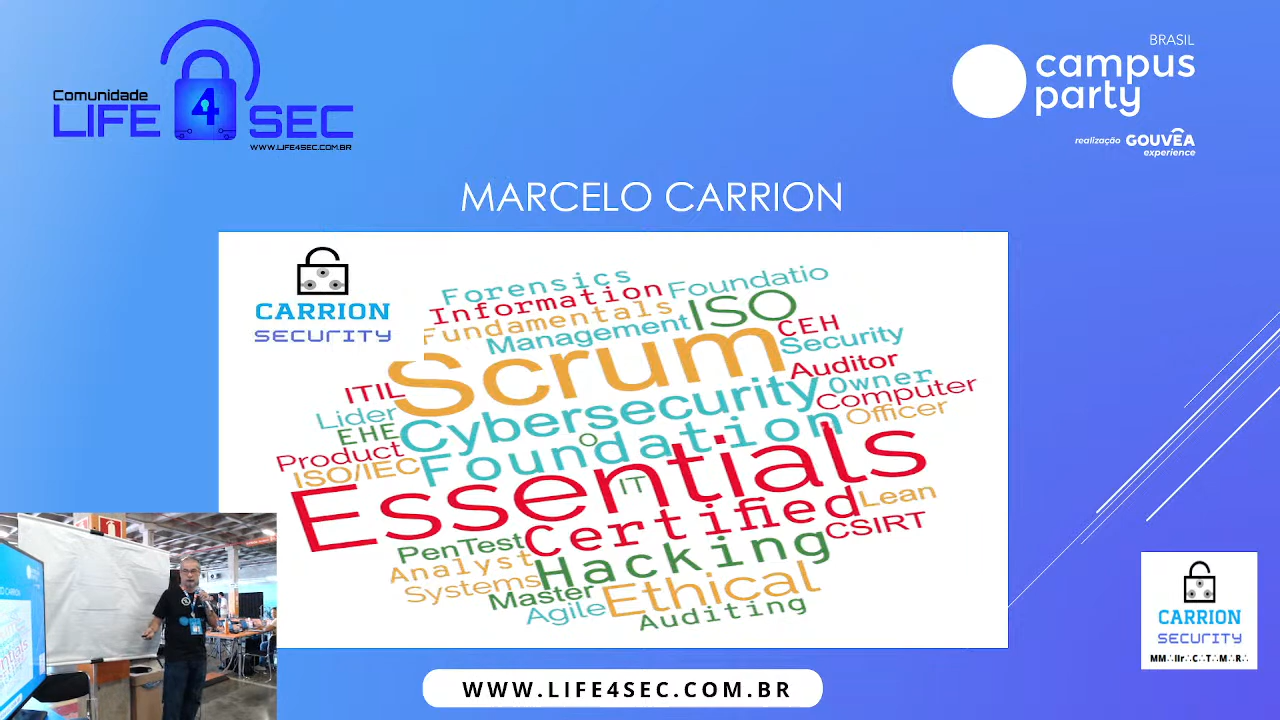 Comunidade
LIFE 4 SEC
WWW.LIFE4SEC.COM.BR
BRASIL
campus
party
realização GOUVÊA
experience
MARCELO CARRION
CARRION
SECURITY
Forensics
Foundatio
Information
Fundamentals
ISO
Management
CEH
Security
Scrum
Auditor
ITIL
Owner
Computer
Lider
Cybersecurity
Officer
EHE
O
Foundation
Product
ISO/IEC
IT
Essentials
Lean
Certified
CSIRT
PenTest
Hacking
Analyst
Systems
Master
Ethical
Agile
Auditing
CARRION
SECURITY
MM∴IIr∴C∴T∴M∴R∴
WWW.LIFE4SEC.COM.BR